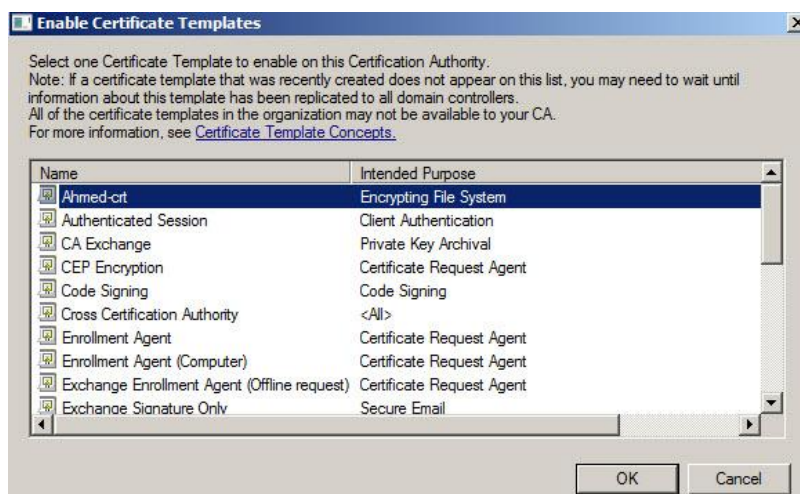 Enable Certificate Templates
Select one Certificate Template to enable on this Certification Authority.
Note: If a certificate template that was recently created does not appear on this list, you may need to wait until
information about this template has been replicated to all domain controllers.
All of the certificate templates in the organization may not be available to your CA.
For more information, see Certificate Template Concepts.
Name Intended Purpose
Ahmed-crt Encrypting File System
Authenticated Session Client Authentication
CA Exchange Private Key Archival
CEP Encryption Certificate Request Agent
Code Signing Code Signing
Cross Certification Authority <All>
Enrollment Agent Certificate Request Agent
Enrollment Agent (Computer) Certificate Request Agent
Exchange Enrollment Agent (Offline request) Certificate Request Agent
Exchange Signature Only Secure Email
OK Cancel